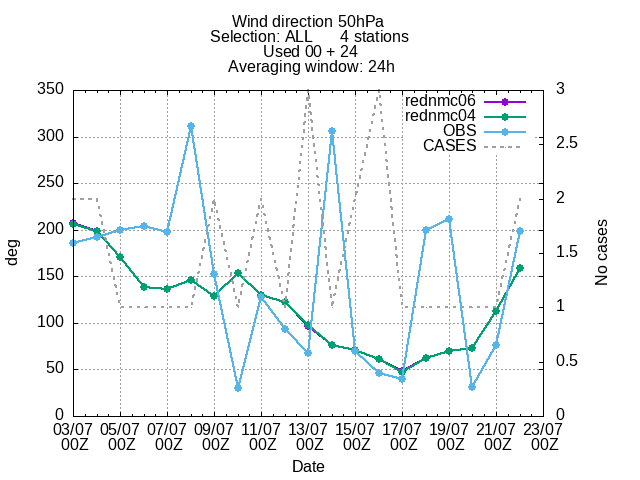 Wind direction 50hPa
Selection: ALL 4 stations
Used 00 + 24
Averaging window: 24h
350
300
250
200
150
100
50
0
deg
rednmc06
rednmc04
OBS
CASES
3
2.5
2
1.5
1
0.5
0
No cases
03/07 05/07 07/07 09/07 11/07 13/07 15/07 17/07 19/07 21/07 23/07
00Z 00Z 00Z 00Z 00Z 00Z 00Z 00Z 00Z 00Z 00Z
Date